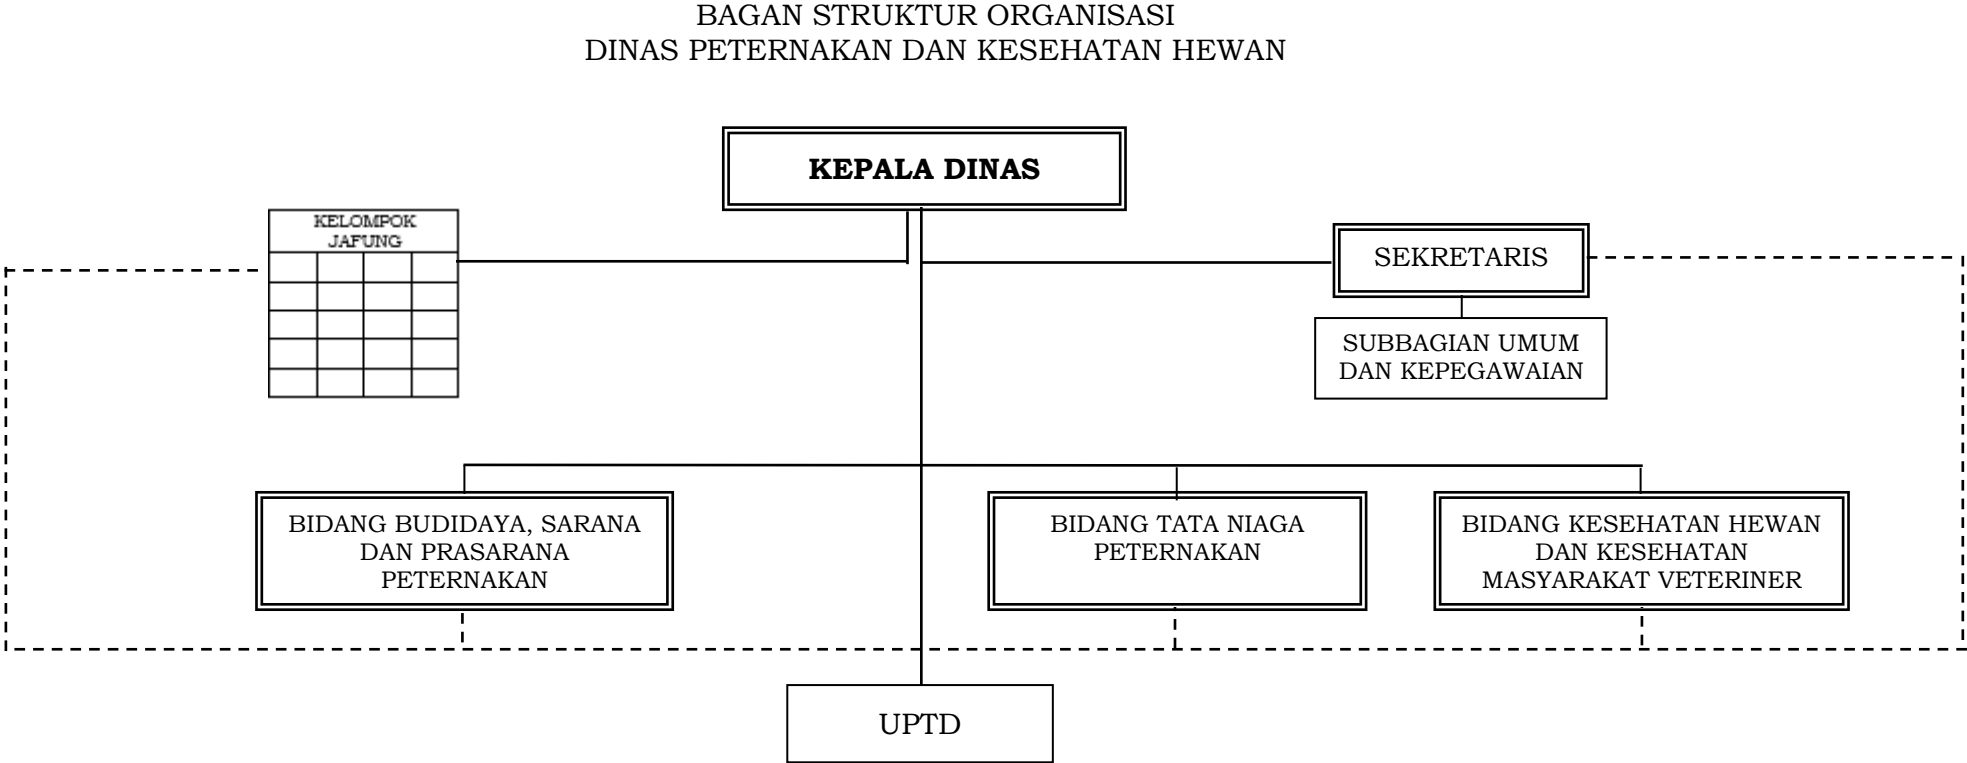 BAGAN STRUKTUR ORGANISASI
DINAS PETERNAKAN DAN KESEHATAN HEWAN
KEPALA DINAS
KELOMPOK
JAFUNG
SEKRETARIS
SUBBAGIAN UMUM
DAN KEPEGAWAIAN
BIDANG BUDIDAYA, SARANA
DAN PRASARANA
PETERNAKAN
BIDANG TATA NIAGA
PETERNAKAN
BIDANG KESEHATAN HEWAN
DAN KESEHATAN
MASYARAKAT VETERINER
UPTD